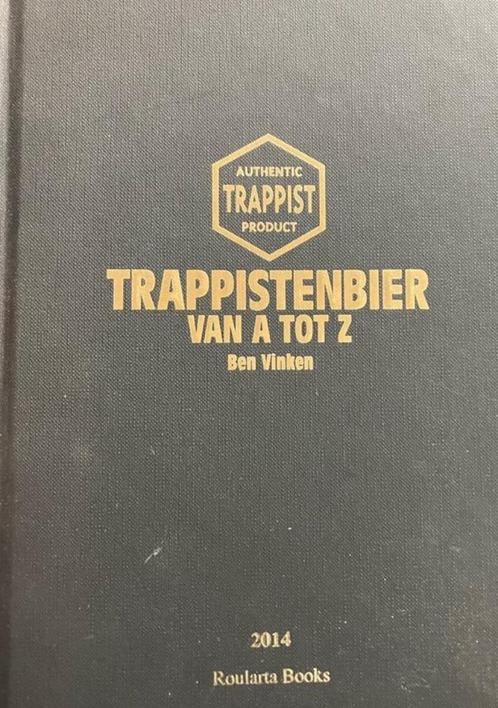 AUTHENTIC
TRAPPIST
PRODUCT
TRAPPISTENBIER
VAN A TOT Z
Ben Vinken
2014
Roularta Books